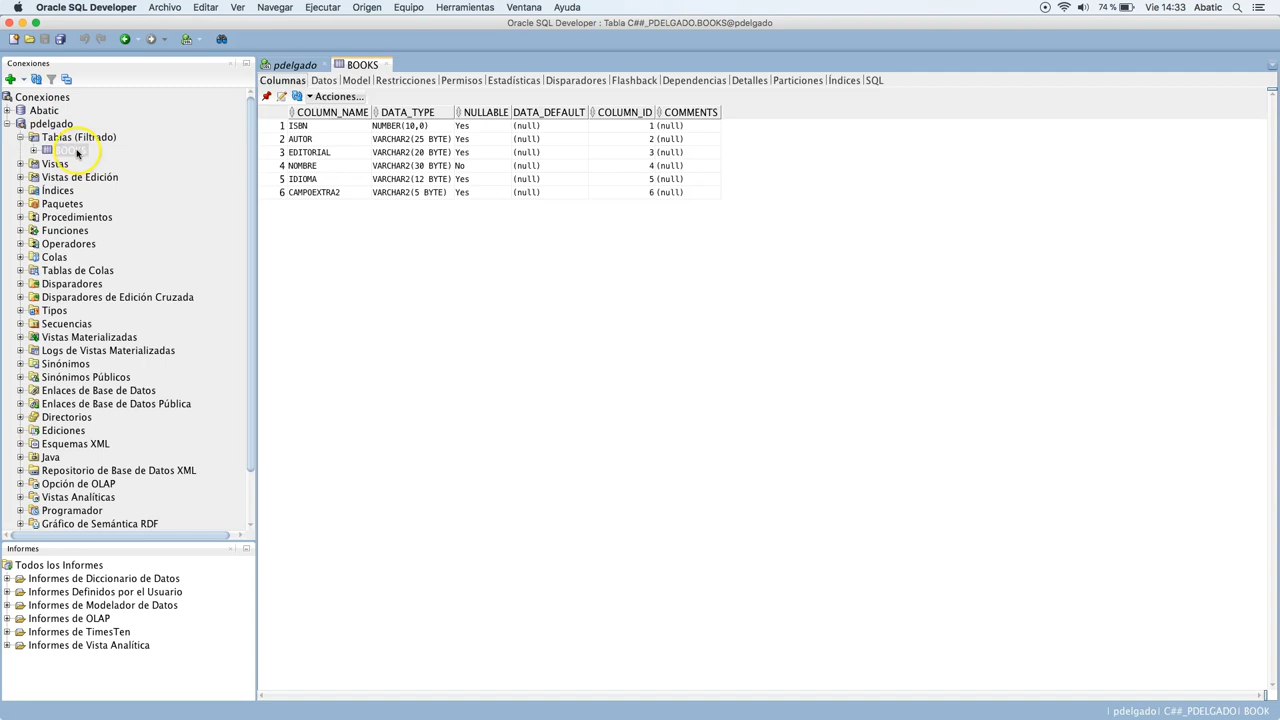 Oracle SQL Developer Archivo Editar Ver Navegar Ejecutar Origen Equipo Herramientas Ventana Ayuda 74 % Vie 14:33 Abatic
Oracle SQL Developer : Tabla C##_PDELGADO.BOOKS@pdelgado
Conexiones
pdelgado BOOKS
Columnas Datos Model Restricciones Permisos Estadísticas Disparadores Flashback Dependencias Detalles Particiones Índices SQL
Acciones...
COLUMN_NAME DATA_TYPE NULLABLE DATA_DEFAULT COLUMN_ID COMMENTS
1 ISBN NUMBER(10,0) Yes (null) 1 (null)
2 AUTOR VARCHAR2(25 BYTE) Yes (null) 2 (null)
3 EDITORIAL VARCHAR2(20 BYTE) Yes (null) 3 (null)
4 NOMBRE VARCHAR2(30 BYTE) No (null) 4 (null)
5 IDIOMA VARCHAR2(12 BYTE) Yes (null) 5 (null)
6 CAMPOEXTRA2 VARCHAR2(5 BYTE) Yes (null) 6 (null)
Conexiones
Abatic
pdelgado
Tablas (Filtrado)
BOOKS
Vistas
Vistas de Edición
Índices
Paquetes
Procedimientos
Funciones
Operadores
Colas
Tablas de Colas
Disparadores
Disparadores de Edición Cruzada
Tipos
Secuencias
Vistas Materializadas
Logs de Vistas Materializadas
Sinónimos
Sinónimos Públicos
Enlaces de Base de Datos
Enlaces de Base de Datos Pública
Directorios
Ediciones
Esquemas XML
Java
Repositorio de Base de Datos XML
Opción de OLAP
Vistas Analíticas
Programador
Gráfico de Semántica RDF
Informes
Todos los Informes
Informes de Diccionario de Datos
Informes Definidos por el Usuario
Informes de Modelador de Datos
Informes de OLAP
Informes de TimesTen
Informes de Vista Analítica
| pdelgado | C##_PDELGADO | BOOK